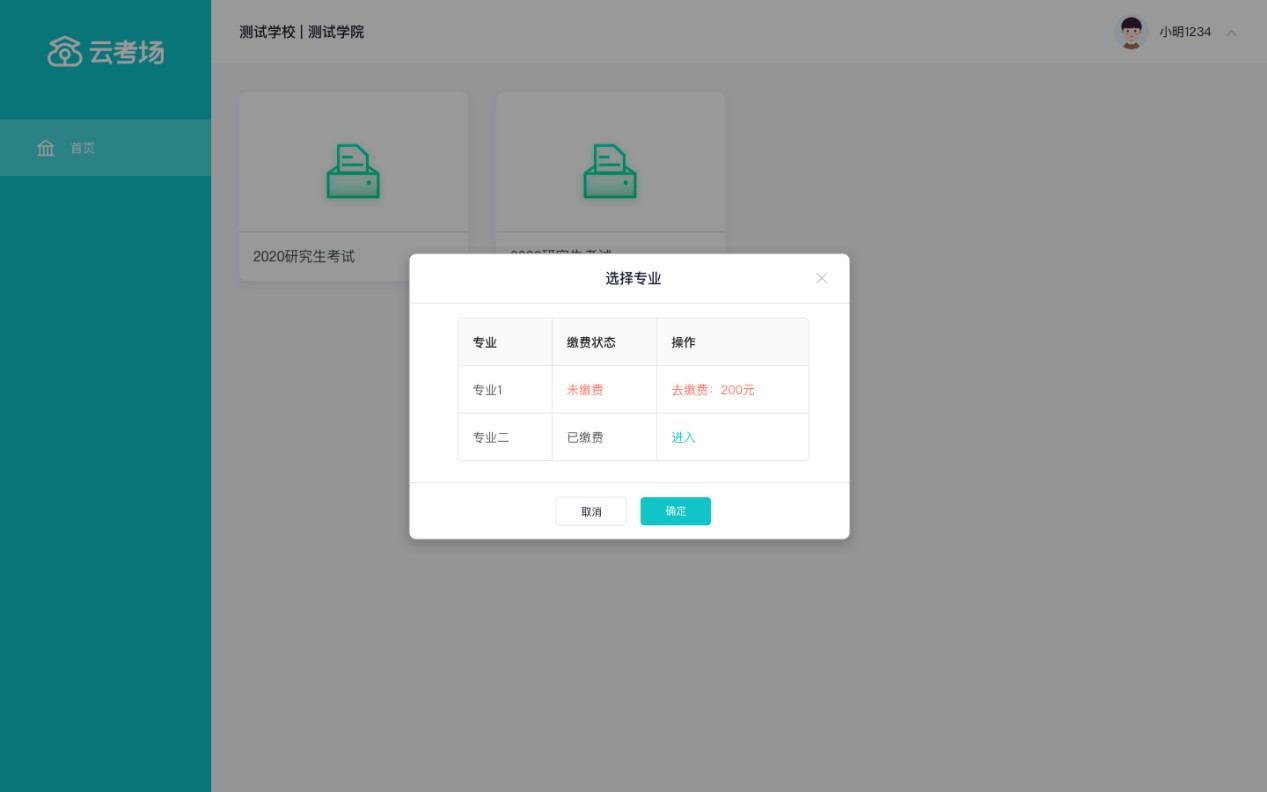 云考场
测试学校 | 测试学院
小明1234
首页
2020研究生考试
选择专业
专业 缴费状态 操作
专业1 未缴费 去缴费：200元
专业二 已缴费 进入
取消 确定